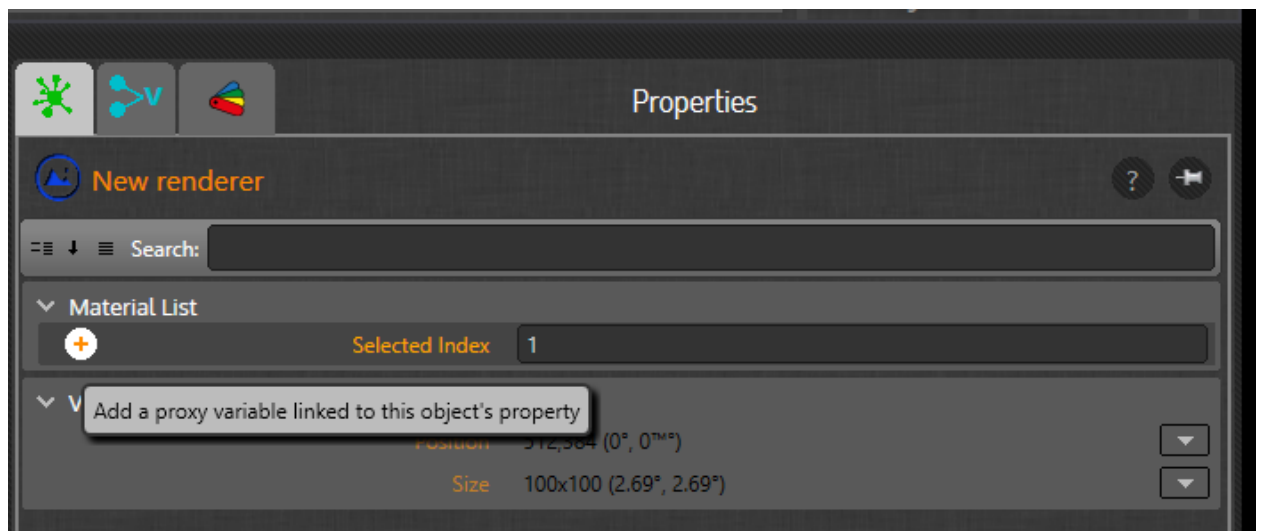 Properties
New renderer
?
Search:
Material List
Selected Index 1
V
Add a proxy variable linked to this object's property
Position 512,384 (0°, 0™°)
Size 100x100 (2.69°, 2.69°)